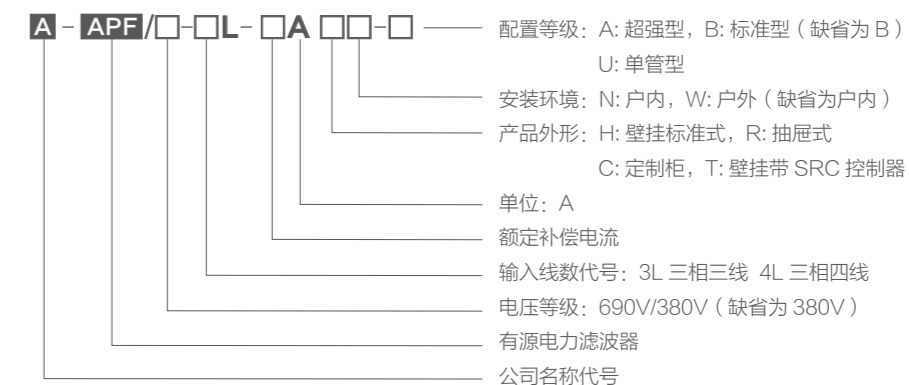 A-APF/□-□L-□A□□-□
配置等级：A: 超强型，B: 标准型（缺省为 B）
U: 单管型
安装环境：N: 户内，W: 户外（缺省为户内）
产品外形：H: 壁挂标准式，R: 抽屉式
C: 定制柜，T: 壁挂带 SRC 控制器
单位：A
额定补偿电流
输入线数代号：3L 三相三线 4L 三相四线
电压等级：690V/380V（缺省为 380V）
有源电力滤波器
公司名称代号